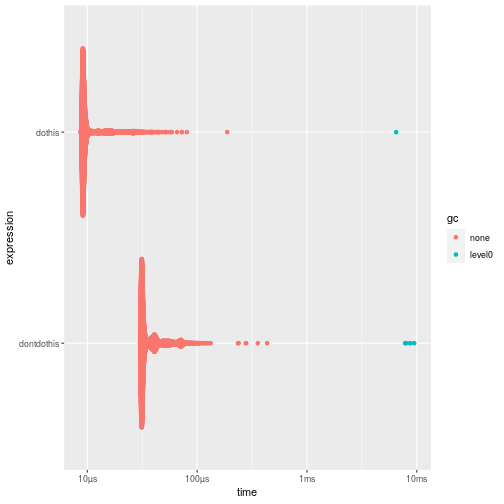 expression
dothis
dontdothis
10µs
100µs
1ms
10ms
time
gc
none
level0